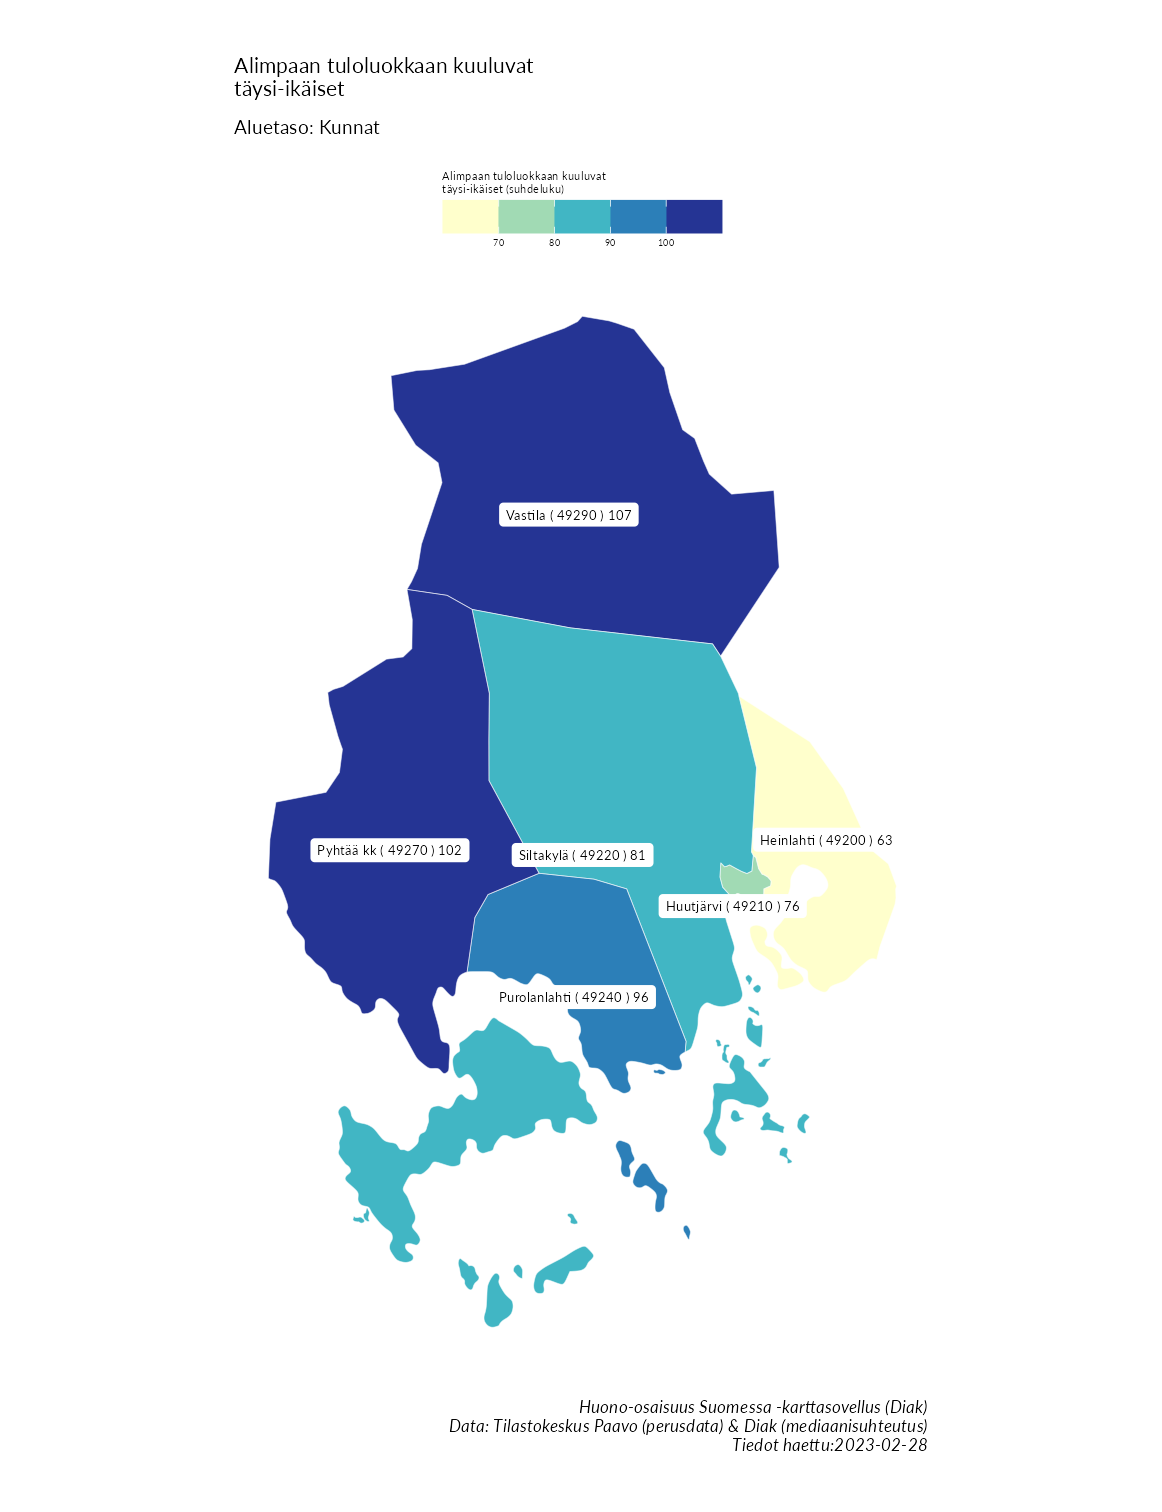 Alimpaan tuloluokkaan kuuluvat
täysi-ikäiset
Aluetaso: Kunnat
Alimpaan tuloluokkaan kuuluvat
täysi-ikäiset (suhdeluku)
70 80 90 100
Vastila ( 49290 ) 107
Heinlahti ( 49200 ) 63
Pyhtää kk ( 49270 ) 102
Siltakylä ( 49220 ) 81
Huutjärvi ( 49210 ) 76
Purolanlahti ( 49240 ) 96
Huono-osaisuus Suomessa -karttasovellus (Diak)
Data: Tilastokeskus Paavo (perusdata) & Diak (mediaanisuhteutus)
Tiedot haettu:2023-02-28